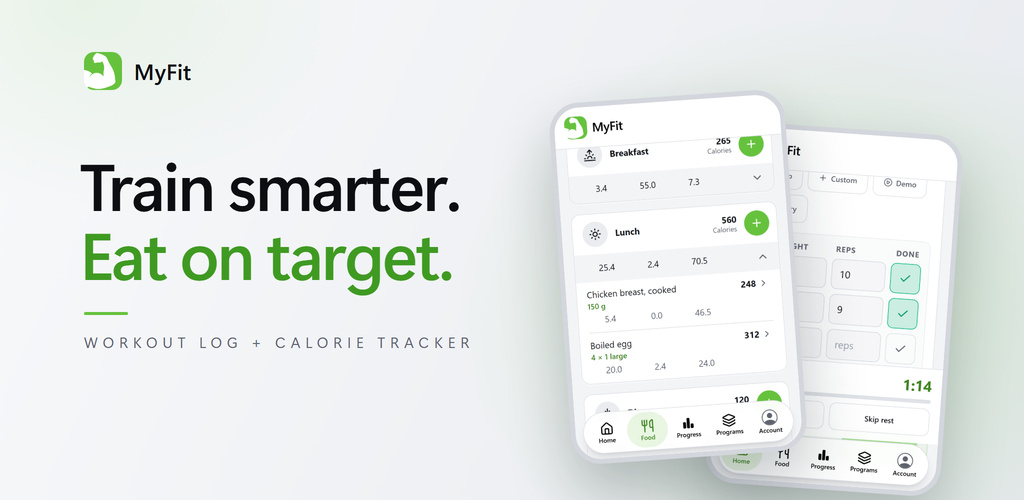 MyFit
Train smarter.
Eat on target.
WORKOUT LOG + CALORIE TRACKER
MyFit
Breakfast
265
Calories
3.4 55.0 7.3
Lunch
560
Calories
25.4 2.4 70.5
Chicken breast, cooked
248
150 g
5.4 0.0 46.5
Boiled egg
312
4 × 1 large
20.0 2.4 24.0
120
Home Food Progress Programs Account
Fit
+ Custom
Demo
REPS DONE
10
9
reps
1:14
Skip rest
Home Food Progress Programs Account